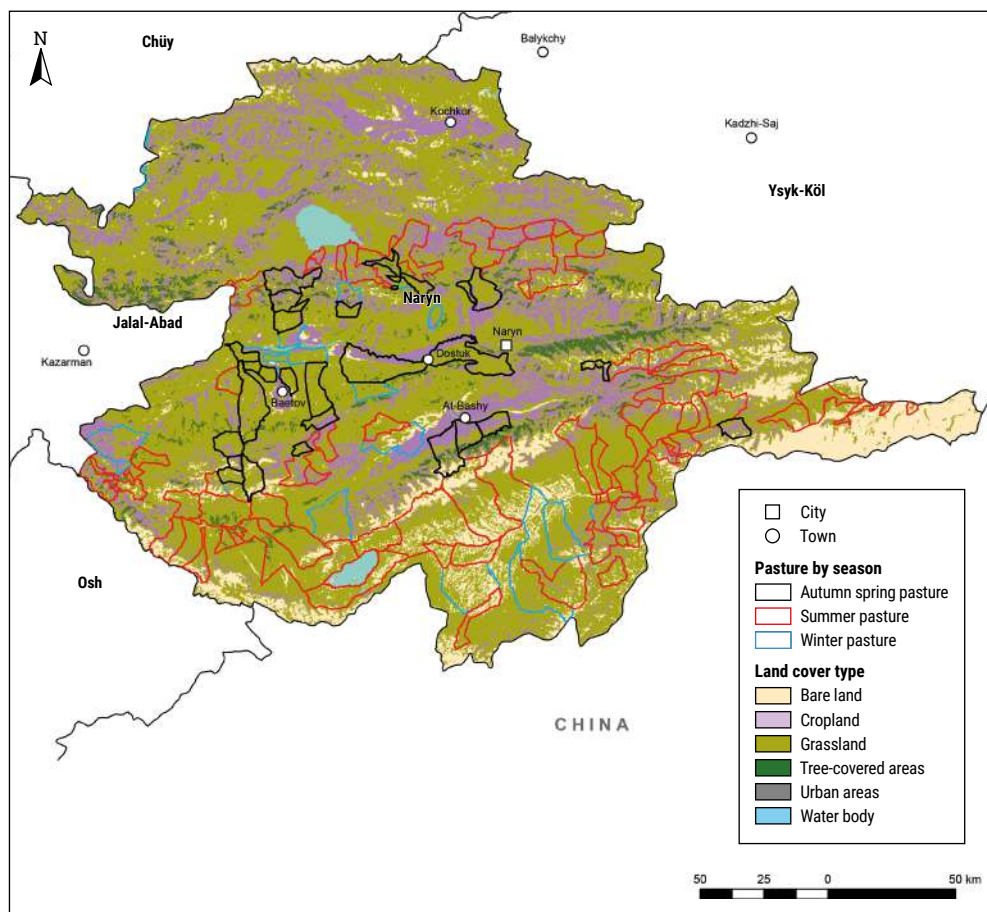 N
Chüy
Balykchy
Kochkor
Kadzhi-Saj
Ysyk-Köl
Naryn
Jalal-Abad
Naryn
Kazarman
Dostuk
Baetov
At-Bashy
Osh
CHINA
City
Town
Pasture by season
Autumn spring pasture
Summer pasture
Winter pasture
Land cover type
Bare land
Cropland
Grassland
Tree-covered areas
Urban areas
Water body
50 25 0 50 km